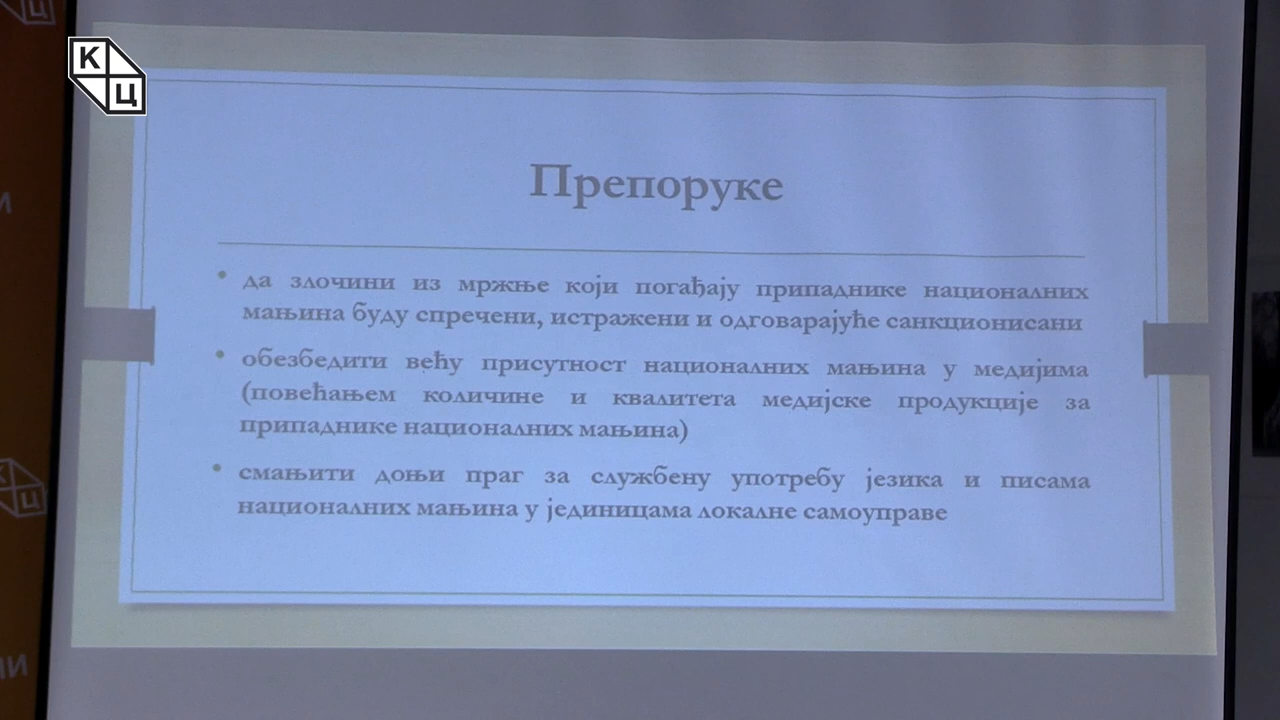 К
Ц
Препоруке
• да злочини из мржње који погађају припаднике националних
мањина буду спречени, истражени и одговарајуће санкционисани
• обезбедити већу присутност националних мањина у медијима
(повећањем количине и квалитета медијске продукције за
припаднике националних мањина)
• смањити доњи праг за службену употребу језика и писама
националних мањина у јединицама локалне самоуправе
К
Ц